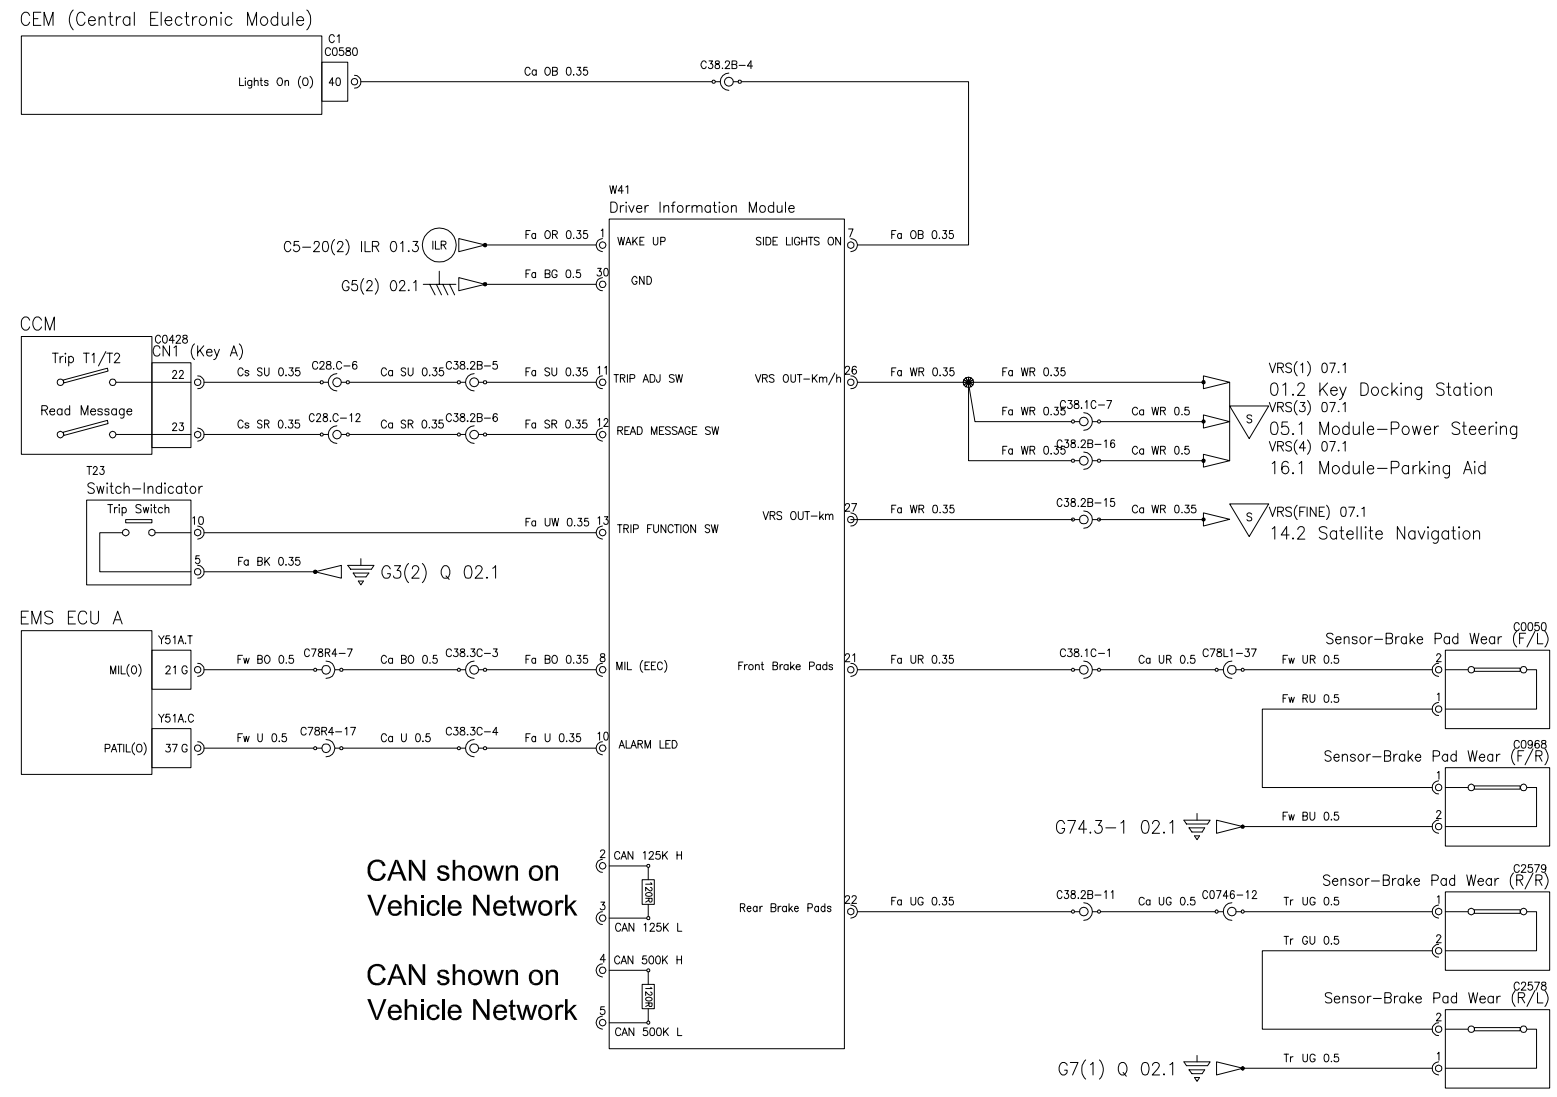 CEM (Central Electronic Module)
C1
C0580
Lights On (O)
40
Ca OB 0.35
C38.2B-4
W41
Driver Information Module
C5-20(2) ILR 01.3
ILR
Fa OR 0.35
1
WAKE UP
SIDE LIGHTS ON
7
Fa OB 0.35
G5(2) 02.1
Fa BG 0.5
30
GND
CCM
C0428
CN1 (Key A)
Trip T1/T2
22
Cs SU 0.35
C28.C-6
Ca SU 0.35
C38.2B-5
Fa SU 0.35
11
TRIP ADJ SW
Read Message
23
Cs SR 0.35
C28.C-12
Ca SR 0.35
C38.2B-6
Fa SR 0.35
12
READ MESSAGE SW
VRS OUT-Km/h
26
Fa WR 0.35
Fa WR 0.35
VRS(1) 07.1
01.2 Key Docking Station
Fa WR 0.35
C38.1C-7
Ca WR 0.5
S
VRS(3) 07.1
05.1 Module-Power Steering
Fa WR 0.35
C38.2B-16
Ca WR 0.5
VRS(4) 07.1
16.1 Module-Parking Aid
T23
Switch-Indicator
Trip Switch
10
Fa UW 0.35
13
TRIP FUNCTION SW
5
Fa BK 0.35
G3(2) Q 02.1
VRS OUT-km
27
Fa WR 0.35
C38.2B-15
Ca WR 0.35
S
VRS(FINE) 07.1
14.2 Satellite Navigation
EMS ECU A
Y51A.T
MIL(O)
21 G
Fw BO 0.5
C78R4-7
Ca BO 0.5
C38.3C-3
Fa BO 0.35
8
MIL (EEC)
Y51A.C
PATIL(O)
37 G
Fw U 0.5
C78R4-17
Ca U 0.5
C38.3C-4
Fa U 0.35
10
ALARM LED
Front Brake Pads
21
Fa UR 0.35
C38.1C-1
Ca UR 0.5
C78L1-37
Fw UR 0.5
C0050
Sensor-Brake Pad Wear (F/L)
2
Fw RU 0.5
1
C0968
Sensor-Brake Pad Wear (F/R)
1
G74.3-1 02.1
Fw BU 0.5
2
CAN shown on
Vehicle Network
2
CAN 125K H
120R
3
CAN 125K L
CAN shown on
Vehicle Network
4
CAN 500K H
120R
5
CAN 500K L
Rear Brake Pads
22
Fa UG 0.35
C38.2B-11
Ca UG 0.5
C0746-12
Tr UG 0.5
C2579
Sensor-Brake Pad Wear (R/R)
1
Tr GU 0.5
2
C2578
Sensor-Brake Pad Wear (R/L)
2
G7(1) Q 02.1
Tr UG 0.5
1